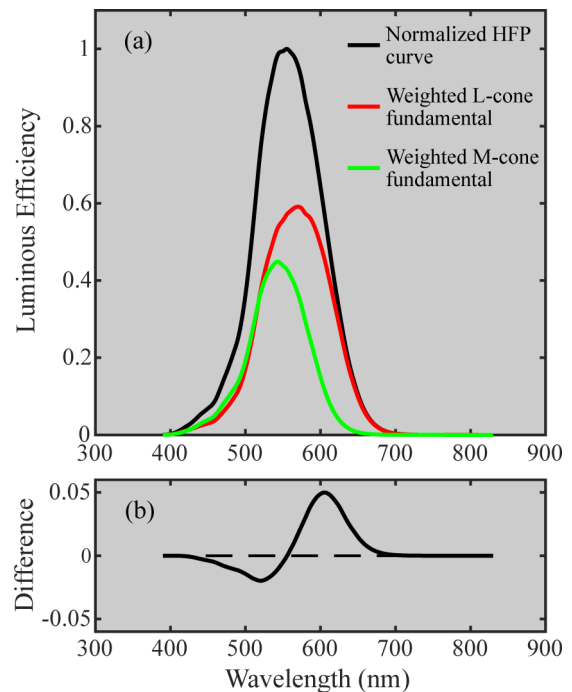 (a)
Normalized HFP
curve
Weighted L-cone
fundamental
Weighted M-cone
fundamental
Luminous Efficiency
1
0.8
0.6
0.4
0.2
0
300 400 500 600 700 800 900
(b)
Difference
0.05
0
-0.05
300 400 500 600 700 800 900
Wavelength (nm)